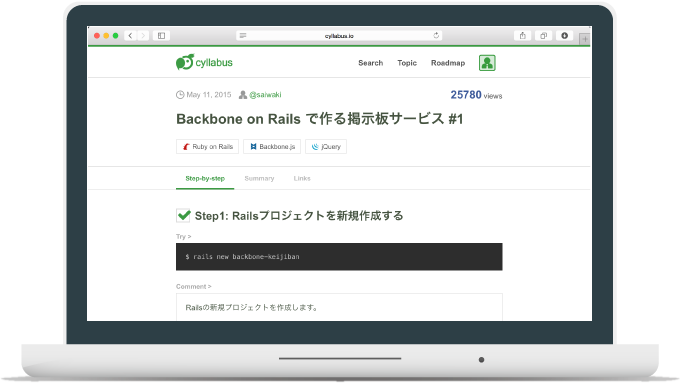 cyllabus.io
cyllabus
Search Topic Roadmap
May 11, 2015 @saiwaki 25780 views
Backbone on Rails で作る掲示板サービス #1
Ruby on Rails Backbone.js jQuery
Step-by-step Summary Links
Step1: Railsプロジェクトを新規作成する
Try >
$ rails new backbone-keijiban
Comment >
Railsの新規プロジェクトを作成します。